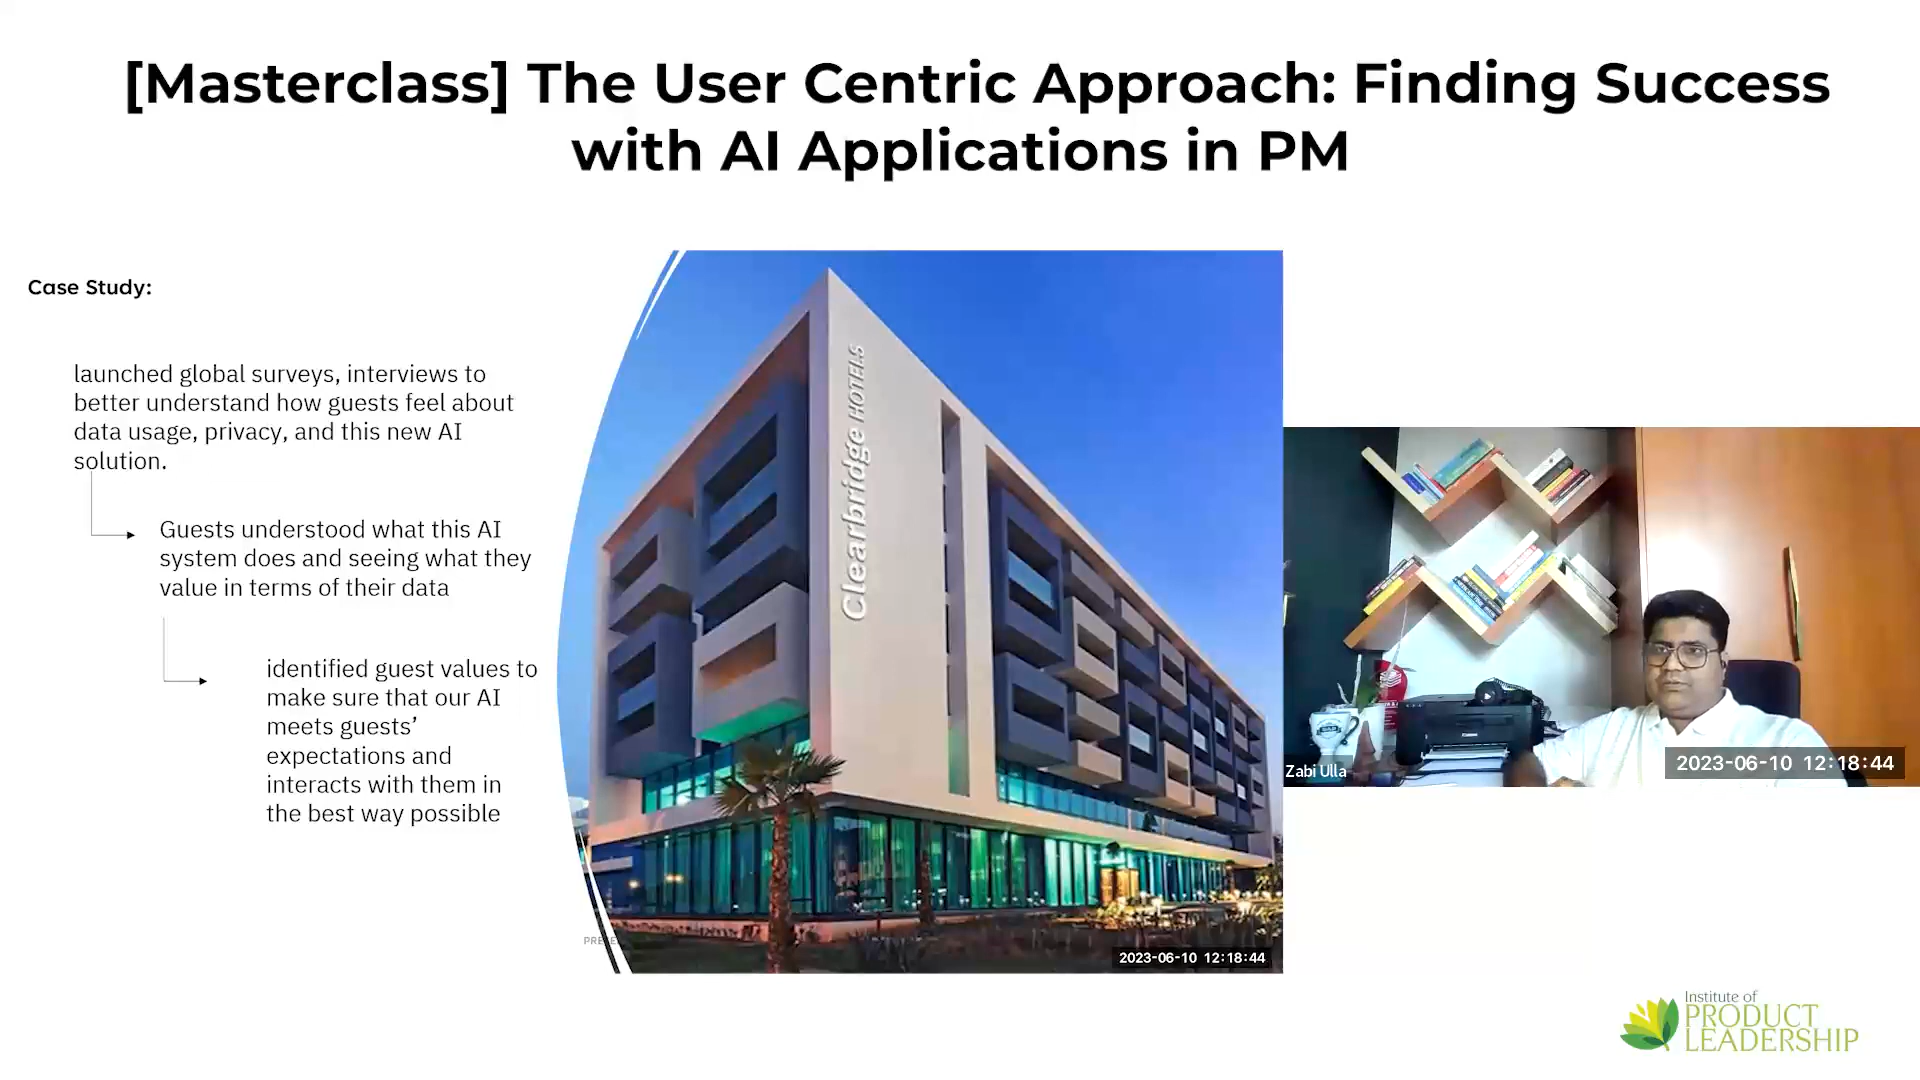 [Masterclass] The User Centric Approach: Finding Success
with AI Applications in PM
Case Study:
launched global surveys, interviews to
better understand how guests feel about
data usage, privacy, and this new AI
solution.
Guests understood what this AI
system does and seeing what they
value in terms of their data
identified guest values to
make sure that our AI
meets guests’
expectations and
interacts with them in
the best way possible
Clearbridge HOTELS
2023-06-10 12:18:44
Zabi Ulla
2023-06-10 12:18:44
Institute of
PRODUCT
LEADERSHIP